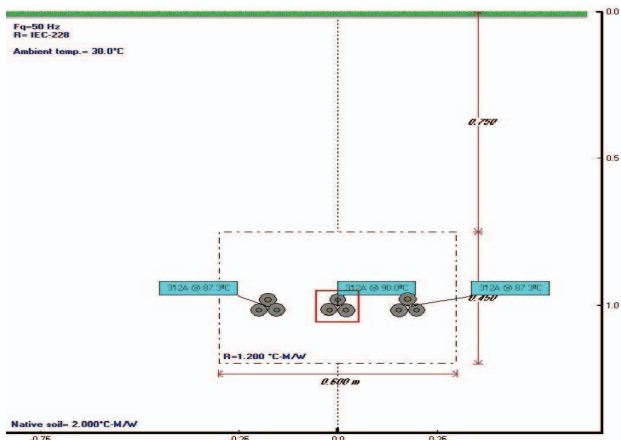 Fq=50 Hz
R= IEC-228
Ambient temp.= 30.0°C
0.0
0.750
0.5
312A @ 87.3°C
312A @ 90.0°C
312A @ 87.3°C
0.450
1.0
R=1.200 °C-M/W
0.600 m
Native soil= 2.000°C-M/W
-0.75
-0.25
0.0
0.25